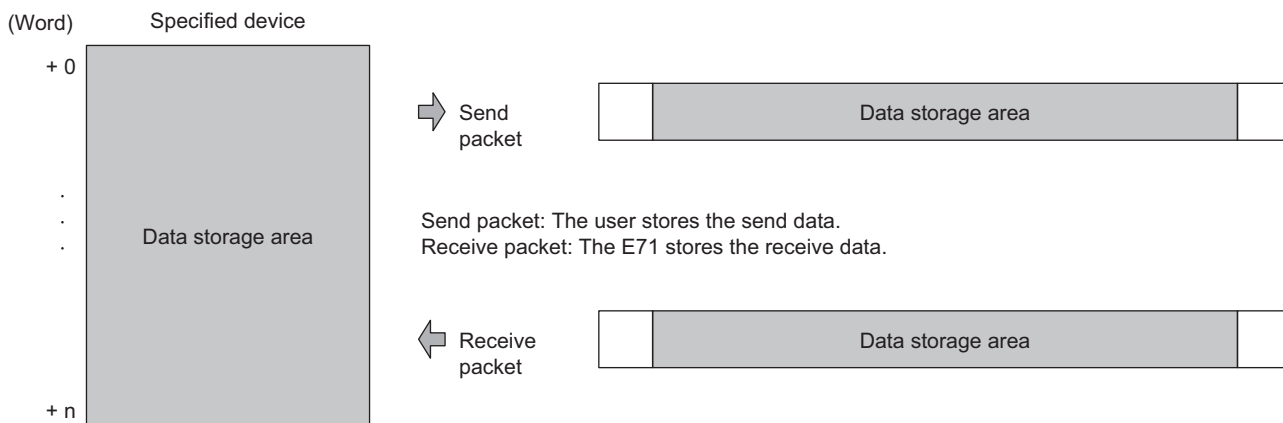 (Word) Specified device
+ 0
Send
packet
Data storage area
.
.
.
Data storage area
Send packet: The user stores the send data.
Receive packet: The E71 stores the receive data.
Receive
packet
Data storage area
+ n